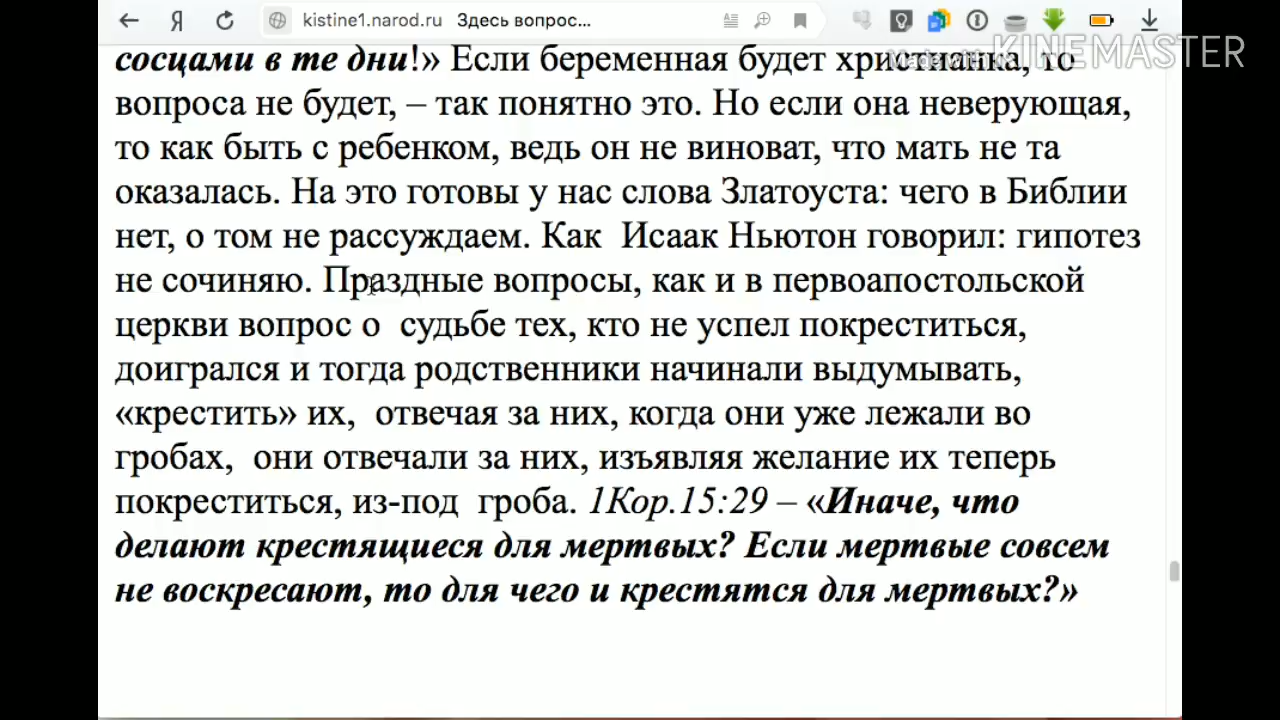 kistine1.narod.ru Здесь вопрос...
Made with KINEMASTER
сосцами в те дни!» Если беременная будет христианка, то
вопроса не будет, – так понятно это. Но если она неверующая,
то как быть с ребенком, ведь он не виноват, что мать не та
оказалась. На это готовы у нас слова Златоуста: чего в Библии
нет, о том не рассуждаем. Как Исаак Ньютон говорил: гипотез
не сочиняю. Праздные вопросы, как и в первоапостольской
церкви вопрос о судьбе тех, кто не успел покреститься,
доигрался и тогда родственники начинали выдумывать,
«крестить» их, отвечая за них, когда они уже лежали во
гробах, они отвечали за них, изъявляя желание их теперь
покреститься, из-под гроба. 1Кор.15:29 – «Иначе, что
делают крестящиеся для мертвых? Если мертвые совсем
не воскресают, то для чего и крестятся для мертвых?»